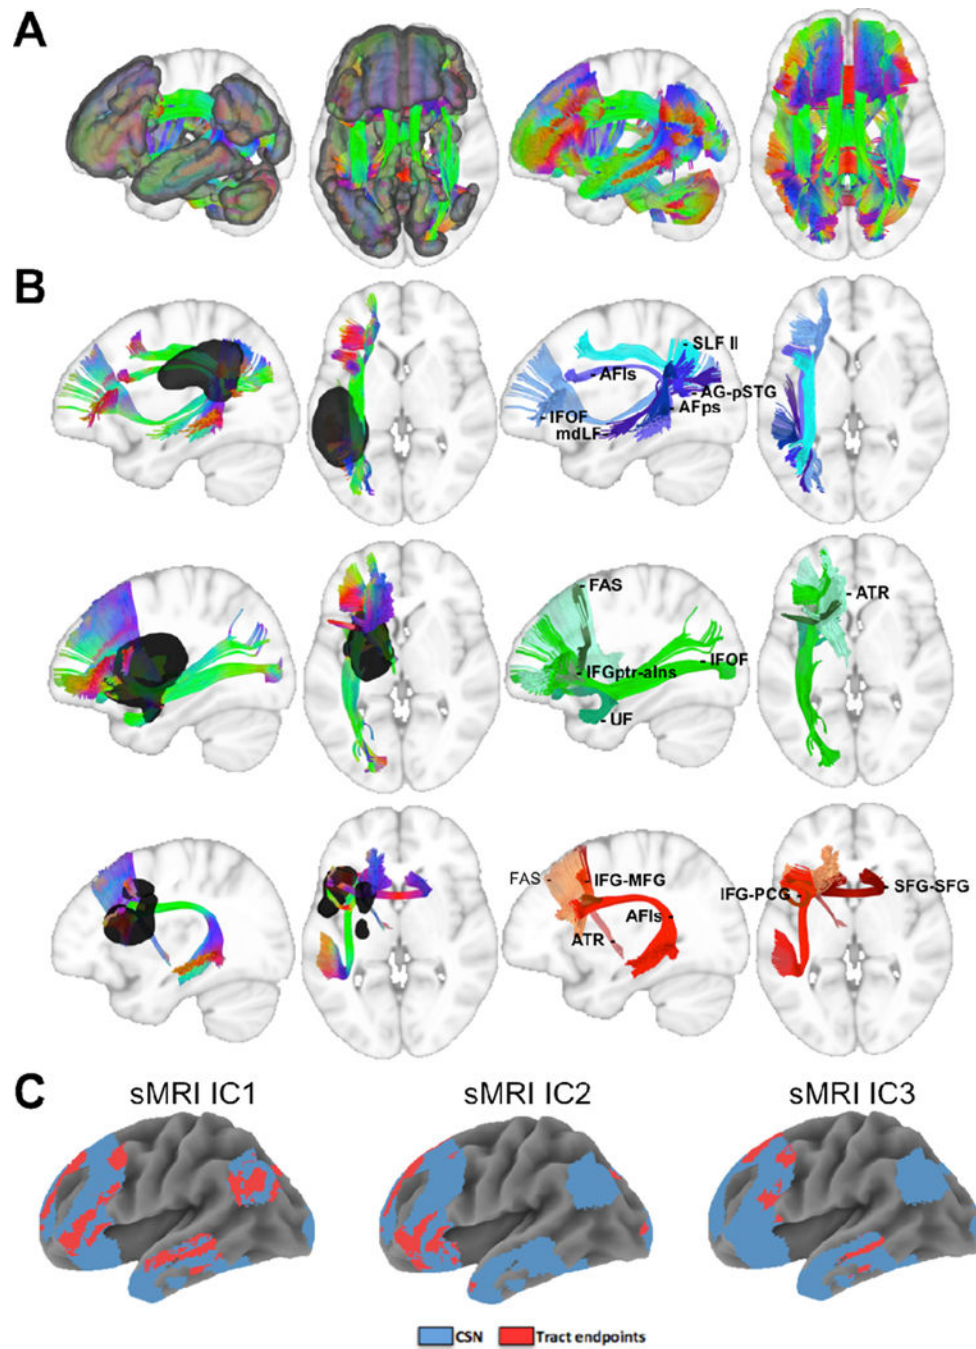 A
B
- SLF II
- AFls
- AG-pSTG
- AFps
- IFOF
mdLF-
- FAS
- ATR
- IFOF
- IFGptr-aIns
- UF
FAS -
- IFG-MFG
AFls -
ATR -
IFG-PCG -
- SFG-SFG
C
sMRI IC1
sMRI IC2
sMRI IC3
CSN
Tract endpoints